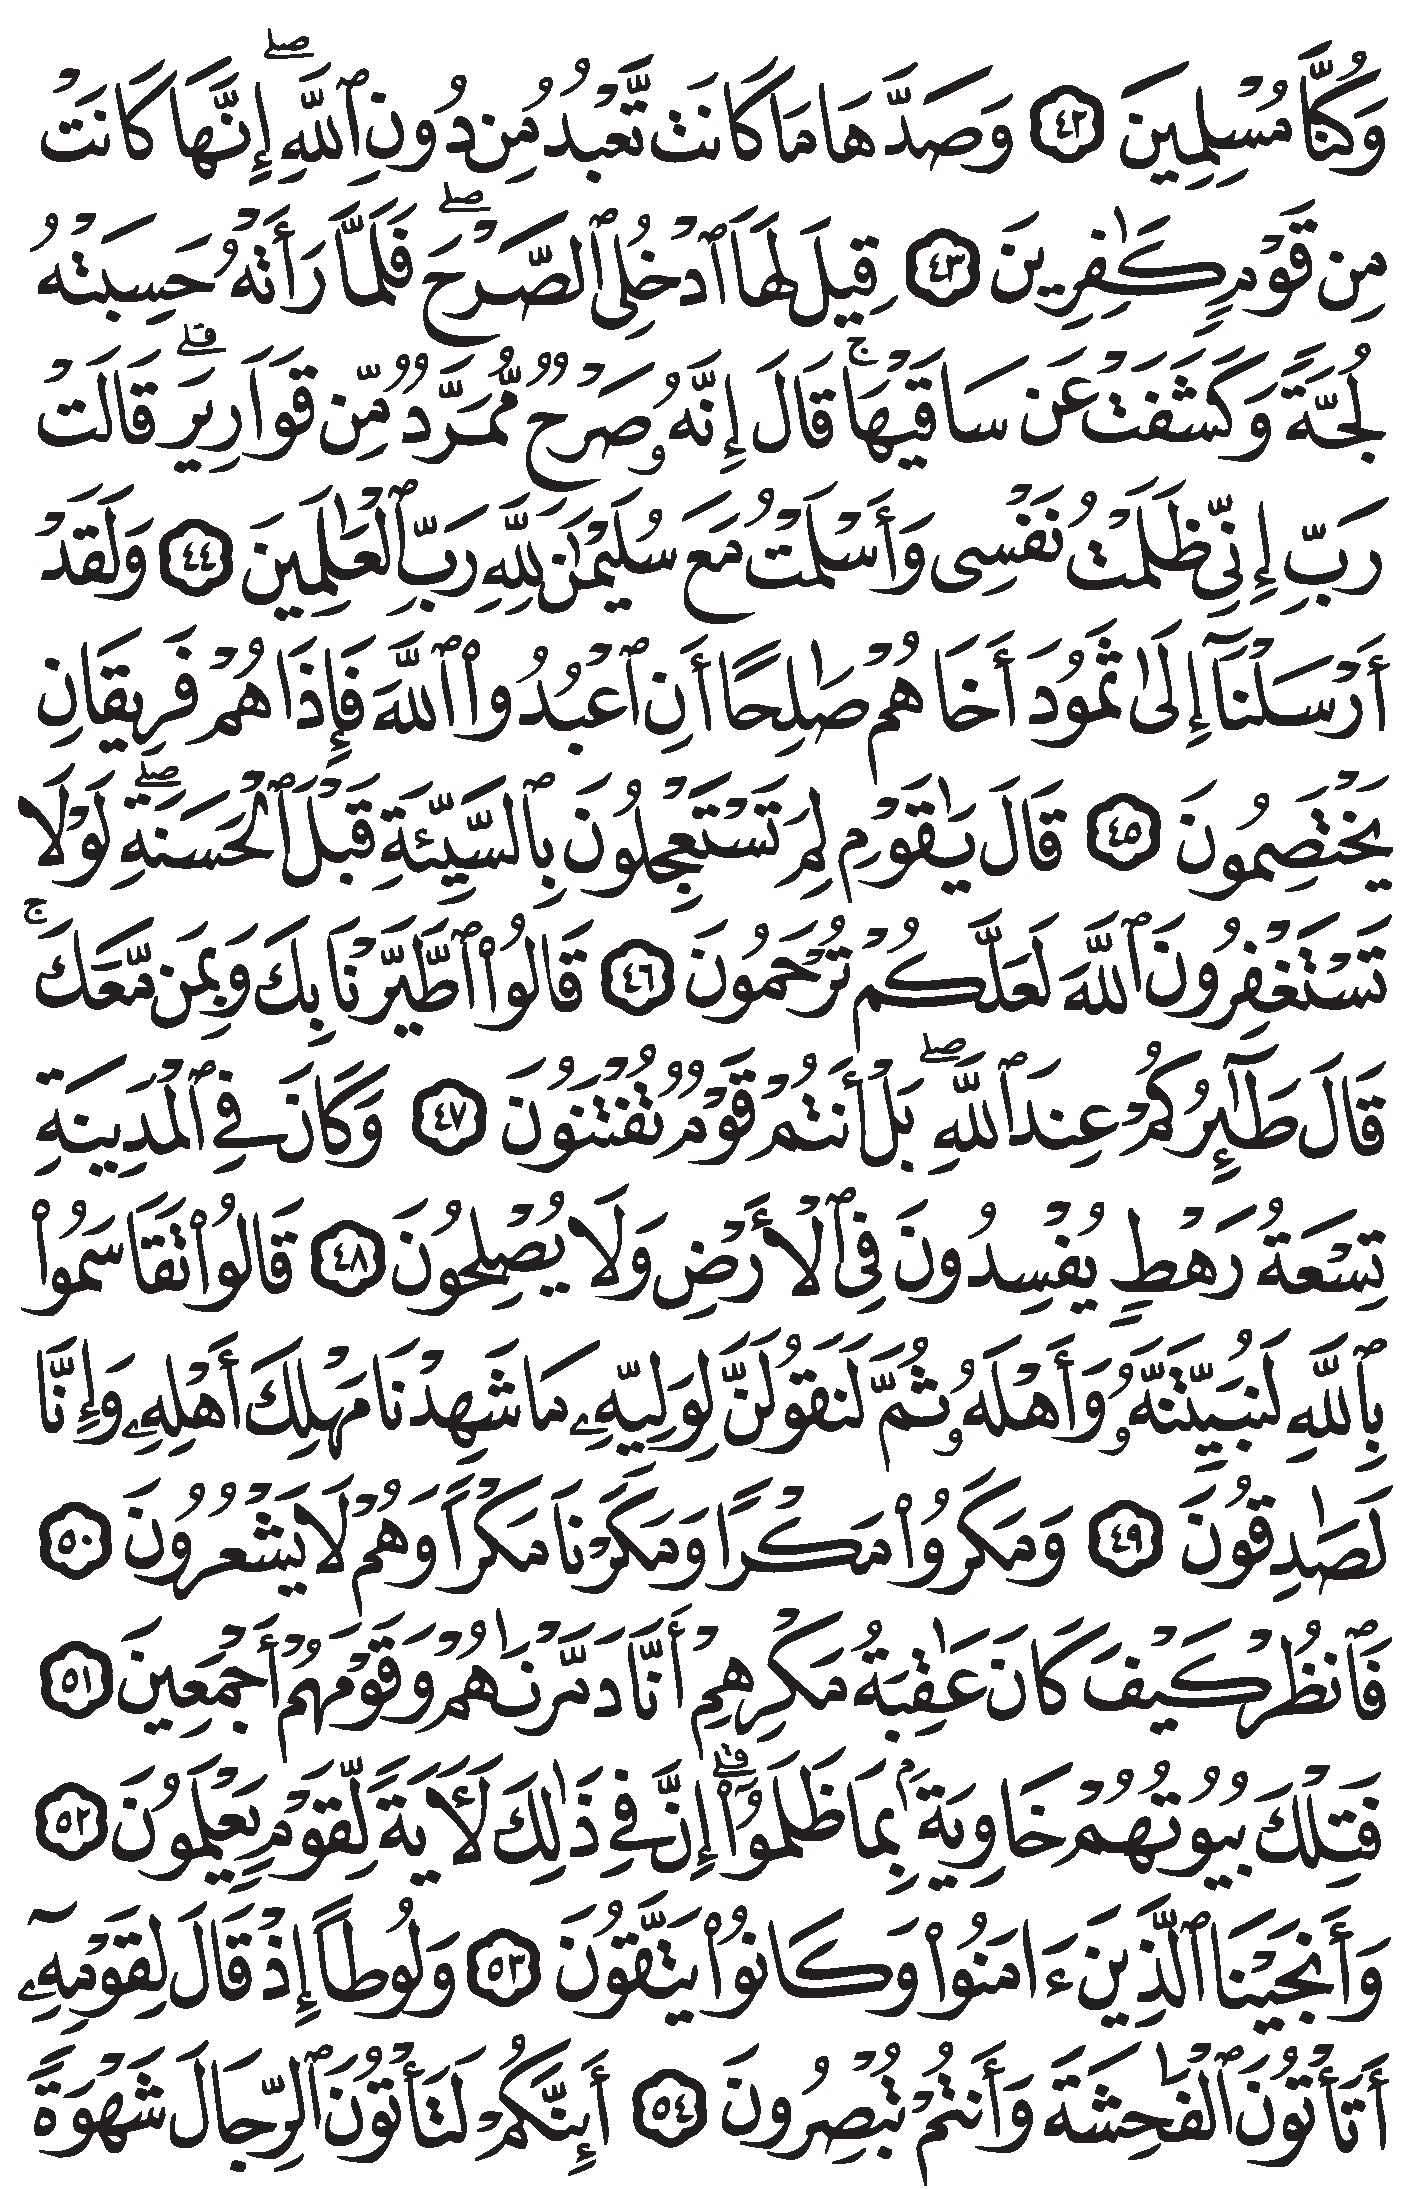 وَكُنَّا مُسْلِمِينَ ٤٢ وَصَدَّهَا مَا كَانَت تَّعْبُدُ مِن دُونِ ٱللَّهِ ۖ إِنَّهَا كَانَتْ
مِن قَوْمٍ كَـٰفِرِينَ ٤٣ قِيلَ لَهَا ٱدْخُلِى ٱلصَّرْحَ ۖ فَلَمَّا رَأَتْهُ حَسِبَتْهُ
لُجَّةً وَكَشَفَتْ عَن سَاقَيْهَا ۚ قَالَ إِنَّهُۥ صَرْحٌ مُّمَرَّدٌ مِّن قَوَارِيرَ ۗ قَالَتْ
رَبِّ إِنِّى ظَلَمْتُ نَفْسِى وَأَسْلَمْتُ مَعَ سُلَيْمَـٰنَ لِلَّهِ رَبِّ ٱلْعَـٰلَمِينَ ٤٤ وَلَقَدْ
أَرْسَلْنَآ إِلَىٰ ثَمُودَ أَخَاهُمْ صَـٰلِحًا أَنِ ٱعْبُدُوا۟ ٱللَّهَ فَإِذَا هُمْ فَرِيقَانِ
يَخْتَصِمُونَ ٤٥ قَالَ يَـٰقَوْمِ لِمَ تَسْتَعْجِلُونَ بِٱلسَّيِّئَةِ قَبْلَ ٱلْحَسَنَةِ ۖ لَوْلَا
تَسْتَغْفِرُونَ ٱللَّهَ لَعَلَّكُمْ تُرْحَمُونَ ٤٦ قَالُوا۟ ٱطَّيَّرْنَا بِكَ وَبِمَن مَّعَكَ ۚ
قَالَ طَـٰٓئِرُكُمْ عِندَ ٱللَّهِ ۖ بَلْ أَنتُمْ قَوْمٌ تُفْتَنُونَ ٤٧ وَكَانَ فِى ٱلْمَدِينَةِ
تِسْعَةُ رَهْطٍ يُفْسِدُونَ فِى ٱلْأَرْضِ وَلَا يُصْلِحُونَ ٤٨ قَالُوا۟ تَقَاسَمُوا۟
بِٱللَّهِ لَنُبَيِّتَنَّهُۥ وَأَهْلَهُۥ ثُمَّ لَنَقُولَنَّ لِوَلِيِّهِۦ مَا شَهِدْنَا مَهْلِكَ أَهْلِهِۦ وَإِنَّا
لَصَـٰدِقُونَ ٤٩ وَمَكَرُوا۟ مَكْرًا وَمَكَرْنَا مَكْرًا وَهُمْ لَا يَشْعُرُونَ ٥٠
فَٱنظُرْ كَيْفَ كَانَ عَـٰقِبَةُ مَكْرِهِمْ أَنَّا دَمَّرْنَـٰهُمْ وَقَوْمَهُمْ أَجْمَعِينَ ٥١
فَتِلْكَ بُيُوتُهُمْ خَاوِيَةًۢ بِمَا ظَلَمُوٓا۟ ۗ إِنَّ فِى ذَٰلِكَ لَـَٔايَةً لِّقَوْمٍ يَعْلَمُونَ ٥٢
وَأَنجَيْنَا ٱلَّذِينَ ءَامَنُوا۟ وَكَانُوا۟ يَتَّقُونَ ٥٣ وَلُوطًا إِذْ قَالَ لِقَوْمِهِۦٓ
أَتَأْتُونَ ٱلْفَـٰحِشَةَ وَأَنتُمْ تُبْصِرُونَ ٥٤ أَئِنَّكُمْ لَتَأْتُونَ ٱلرِّجَالَ شَهْوَةً